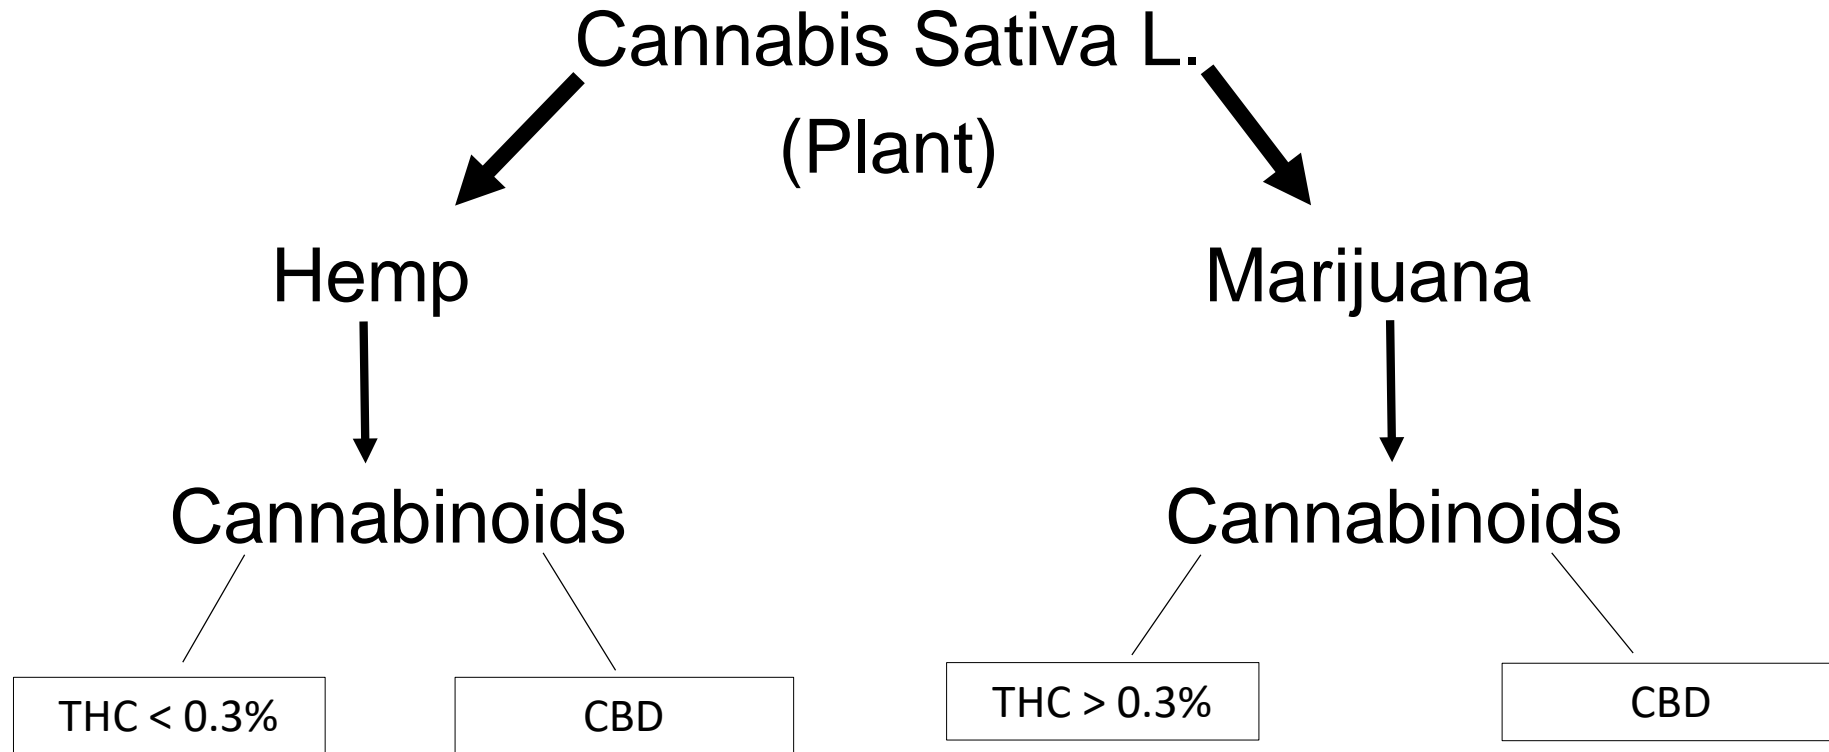 Cannabis Sativa L.
(Plant)
Hemp
Marijuana
Cannabinoids
Cannabinoids
THC < 0.3%
CBD
THC > 0.3%
CBD